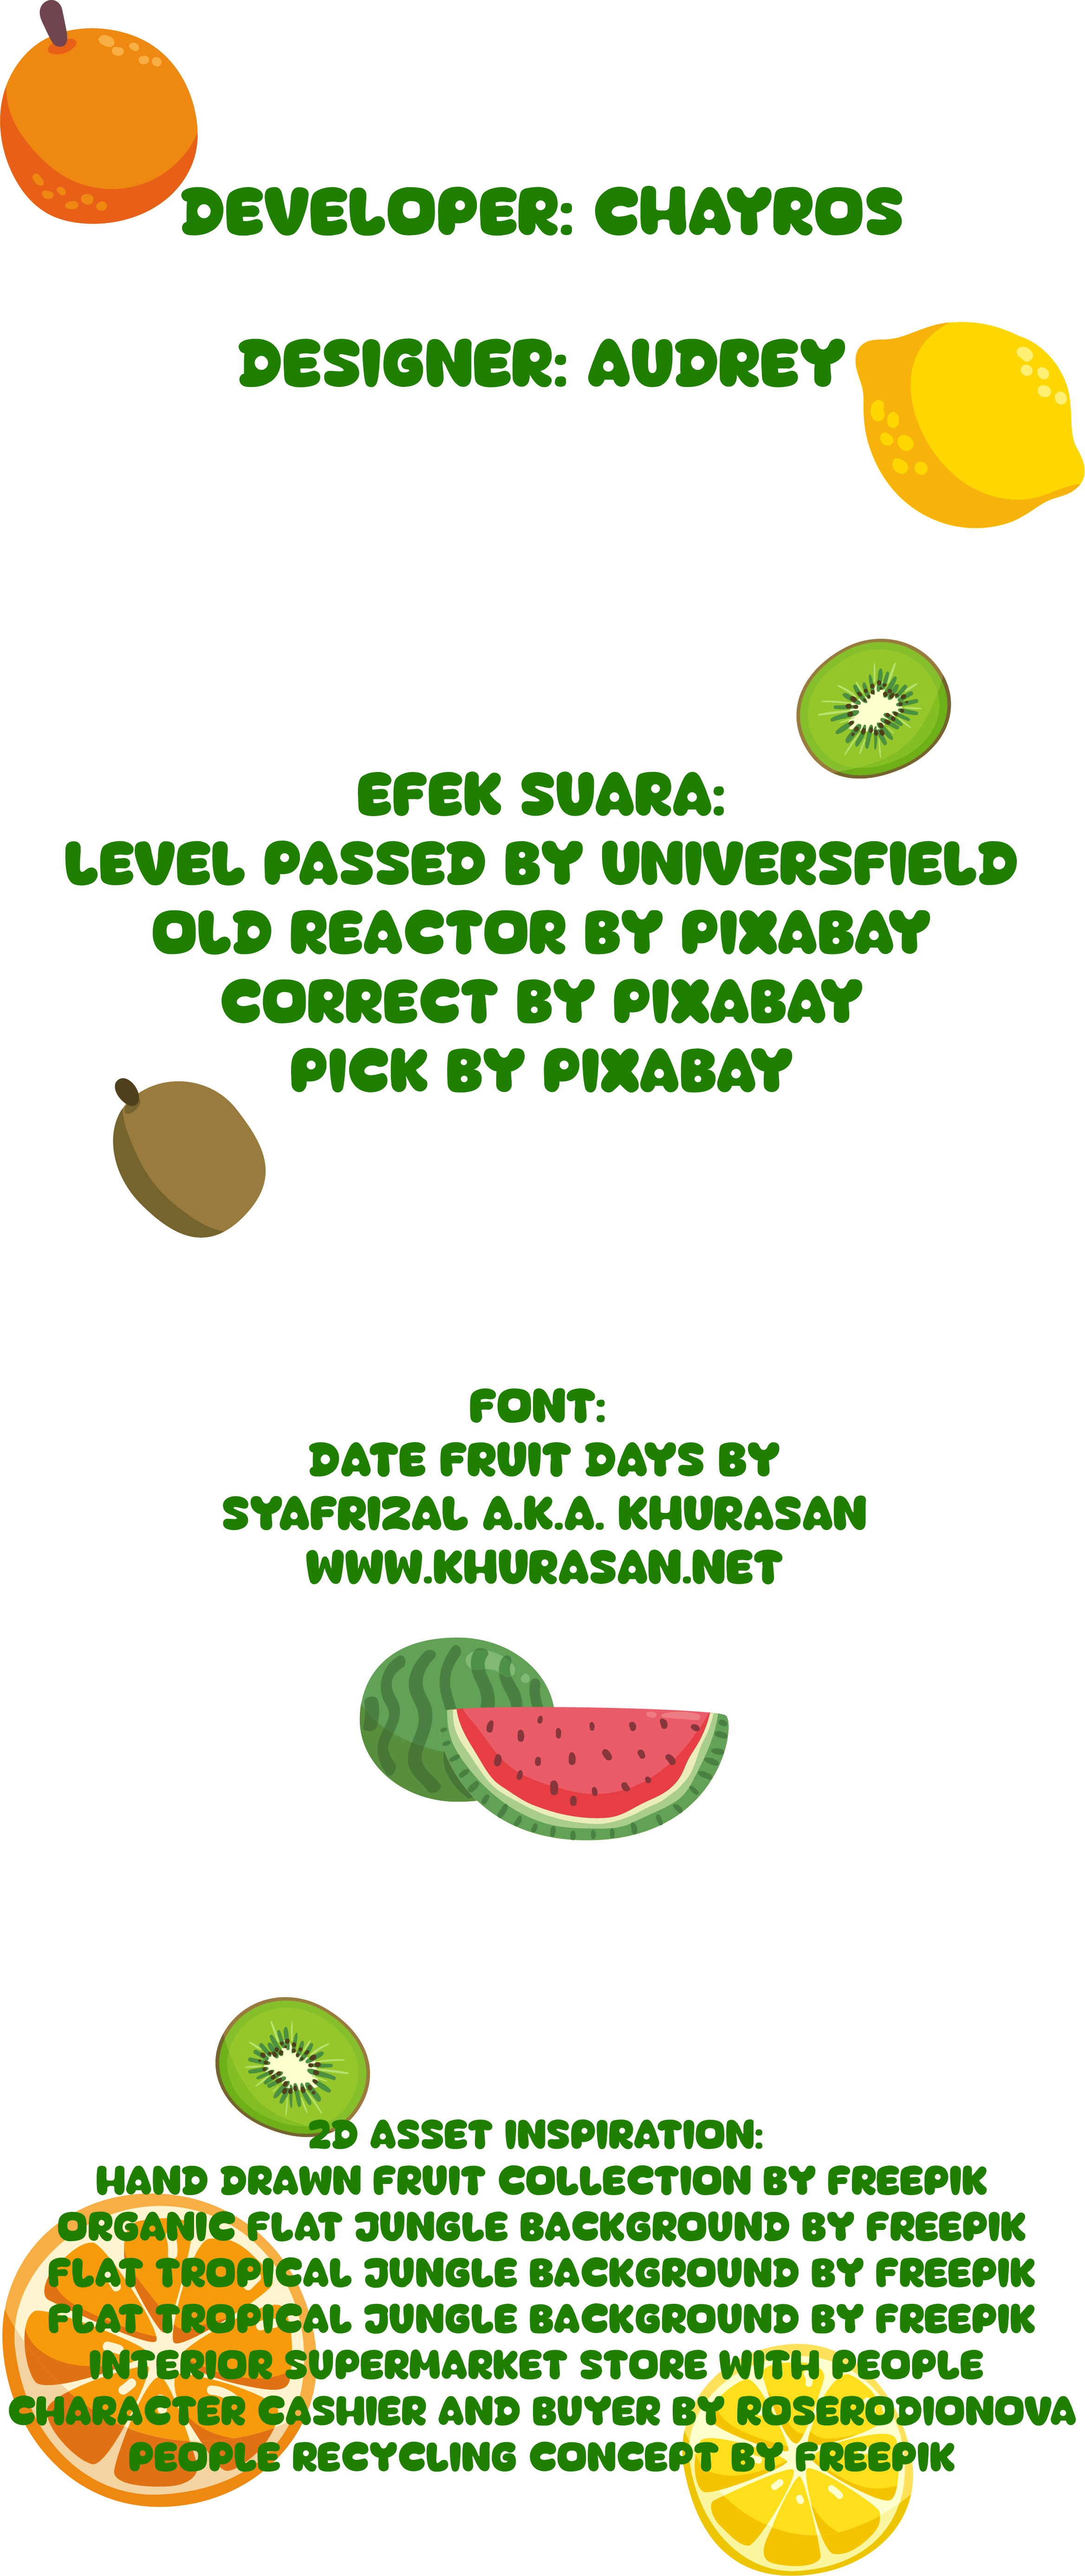 DEVELOPER: CHAYROS
DESIGNER: AUDREY
EFEK SUARA:
LEVEL PASSED BY UNIVERSFIELD
OLD REACTOR BY PIXABAY
CORRECT BY PIXABAY
PICK BY PIXABAY
FONT:
DATE FRUIT DAYS BY
SYAFRIZAL A.K.A. KHURASAN
WWW.KHURASAN.NET
2D ASSET INSPIRATION:
HAND DRAWN FRUIT COLLECTION BY FREEPIK
ORGANIC FLAT JUNGLE BACKGROUND BY FREEPIK
FLAT TROPICAL JUNGLE BACKGROUND BY FREEPIK
FLAT TROPICAL JUNGLE BACKGROUND BY FREEPIK
INTERIOR SUPERMARKET STORE WITH PEOPLE
CHARACTER CASHIER AND BUYER BY ROSERODIONOVA
PEOPLE RECYCLING CONCEPT BY FREEPIK